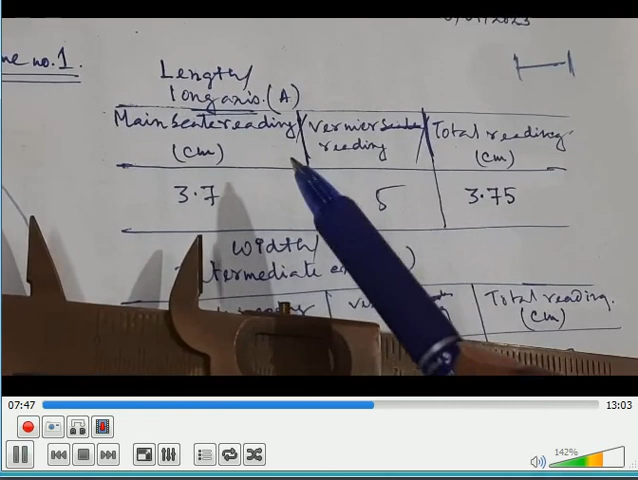 ne no.1.
Length/
long axis. (A)
Main Scale reading
(cm)
Vernier Scale
reading
Total reading
(cm)
3.7
5
3.75
Width/
Total reading.
(cm)
07:47
13:03
142%